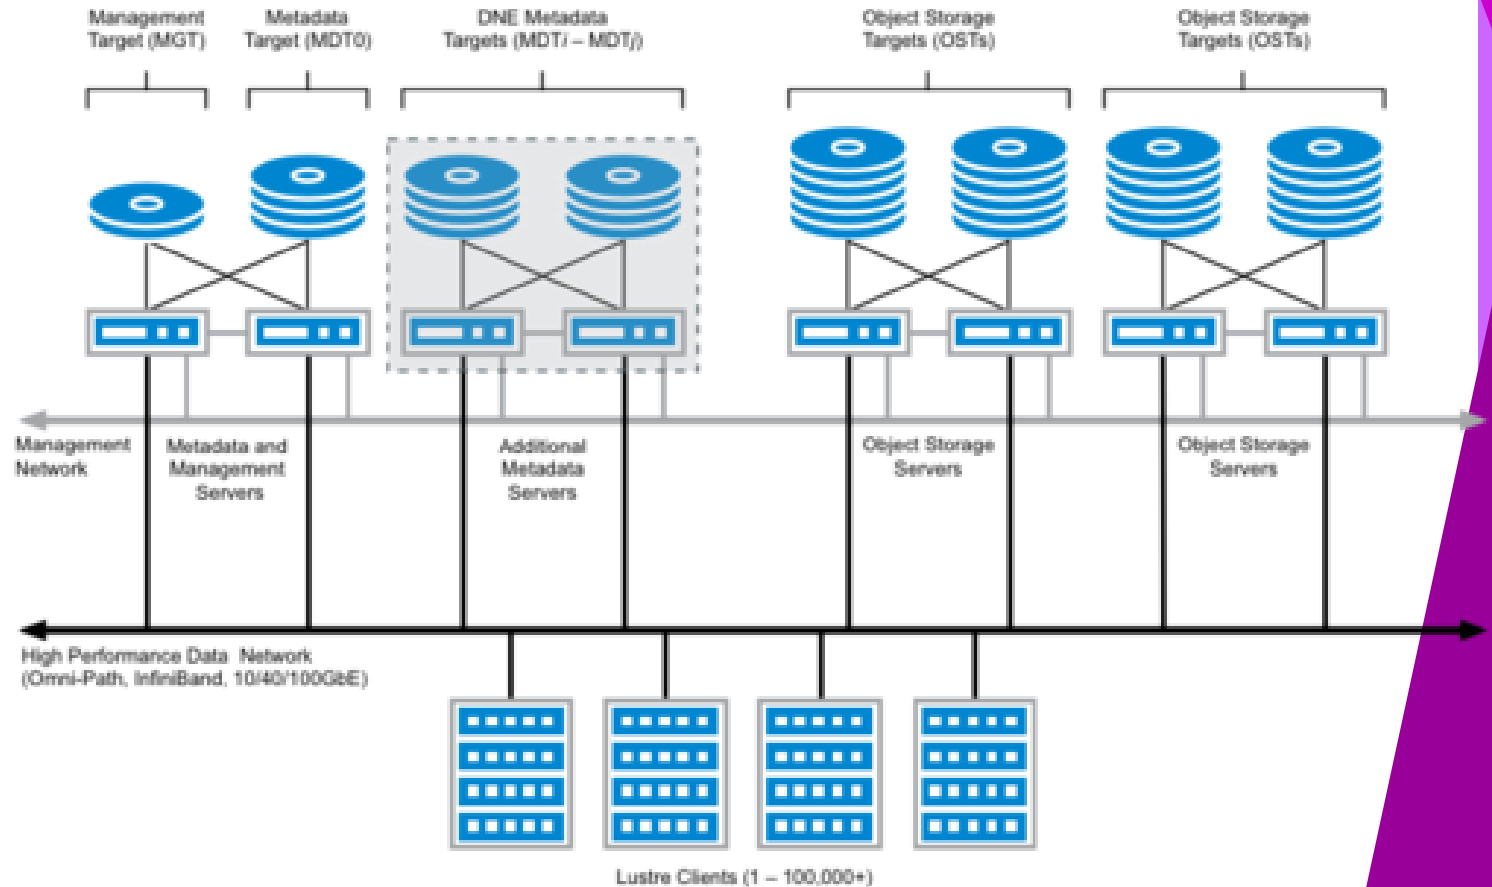 Management
Target (MGT)
Metadata
Target (MDT0)
DNE Metadata
Targets (MDTi – MDTj)
Object Storage
Targets (OSTs)
Object Storage
Targets (OSTs)
Management
Network
Metadata and
Management
Servers
Additional
Metadata
Servers
Object Storage
Servers
Object Storage
Servers
High Performance Data Network
(Omni-Path, InfiniBand, 10/40/100GbE)
Lustre Clients (1 – 100,000+)